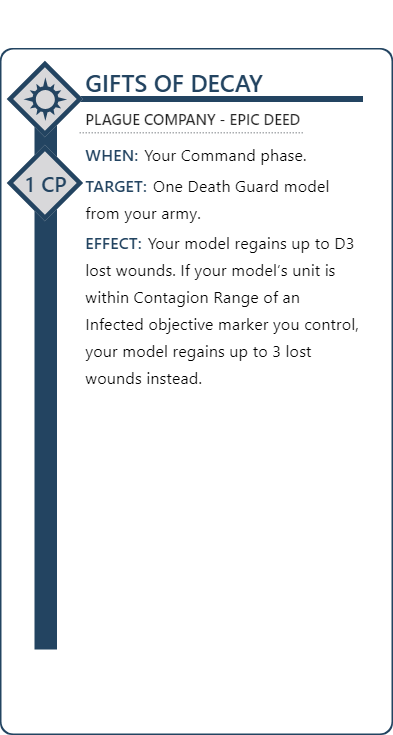 GIFTS OF DECAY
PLAGUE COMPANY - EPIC DEED
WHEN: Your Command phase.
1 CP
TARGET: One Death Guard model
from your army.
EFFECT: Your model regains up to D3
lost wounds. If your model's unit is
within Contagion Range of an
Infected objective marker you control,
your model regains up to 3 lost
wounds instead.